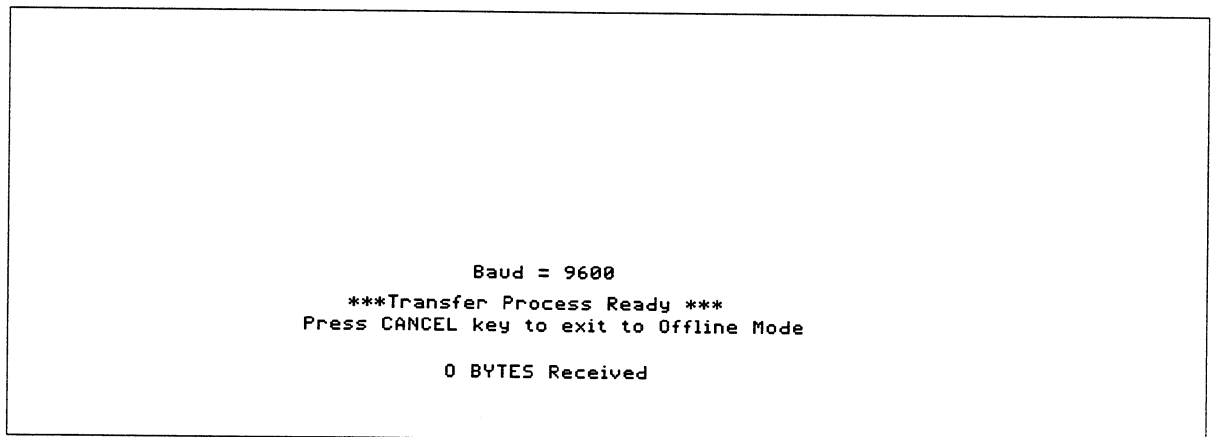 Baud = 9600
***Transfer Process Ready ***
Press CANCEL key to exit to Offline Mode
0 BYTES Received